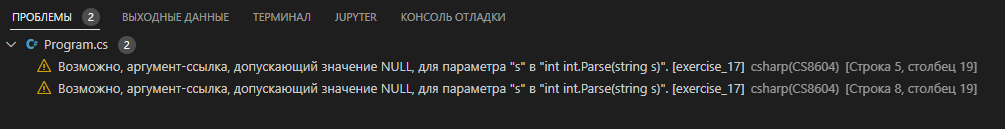 ПРОБЛЕМЫ 2 ВЫХОДНЫЕ ДАННЫЕ ТЕРМИНАЛ JUPYTER КОНСОЛЬ ОТЛАДКИ
C# Program.cs 2
Возможно, аргумент-ссылка, допускающий значение NULL, для параметра "s" в "int int.Parse(string s)". [exercise_17] csharp(CS8604) [Строка 5, столбец 19]
Возможно, аргумент-ссылка, допускающий значение NULL, для параметра "s" в "int int.Parse(string s)". [exercise_17] csharp(CS8604) [Строка 8, столбец 19]